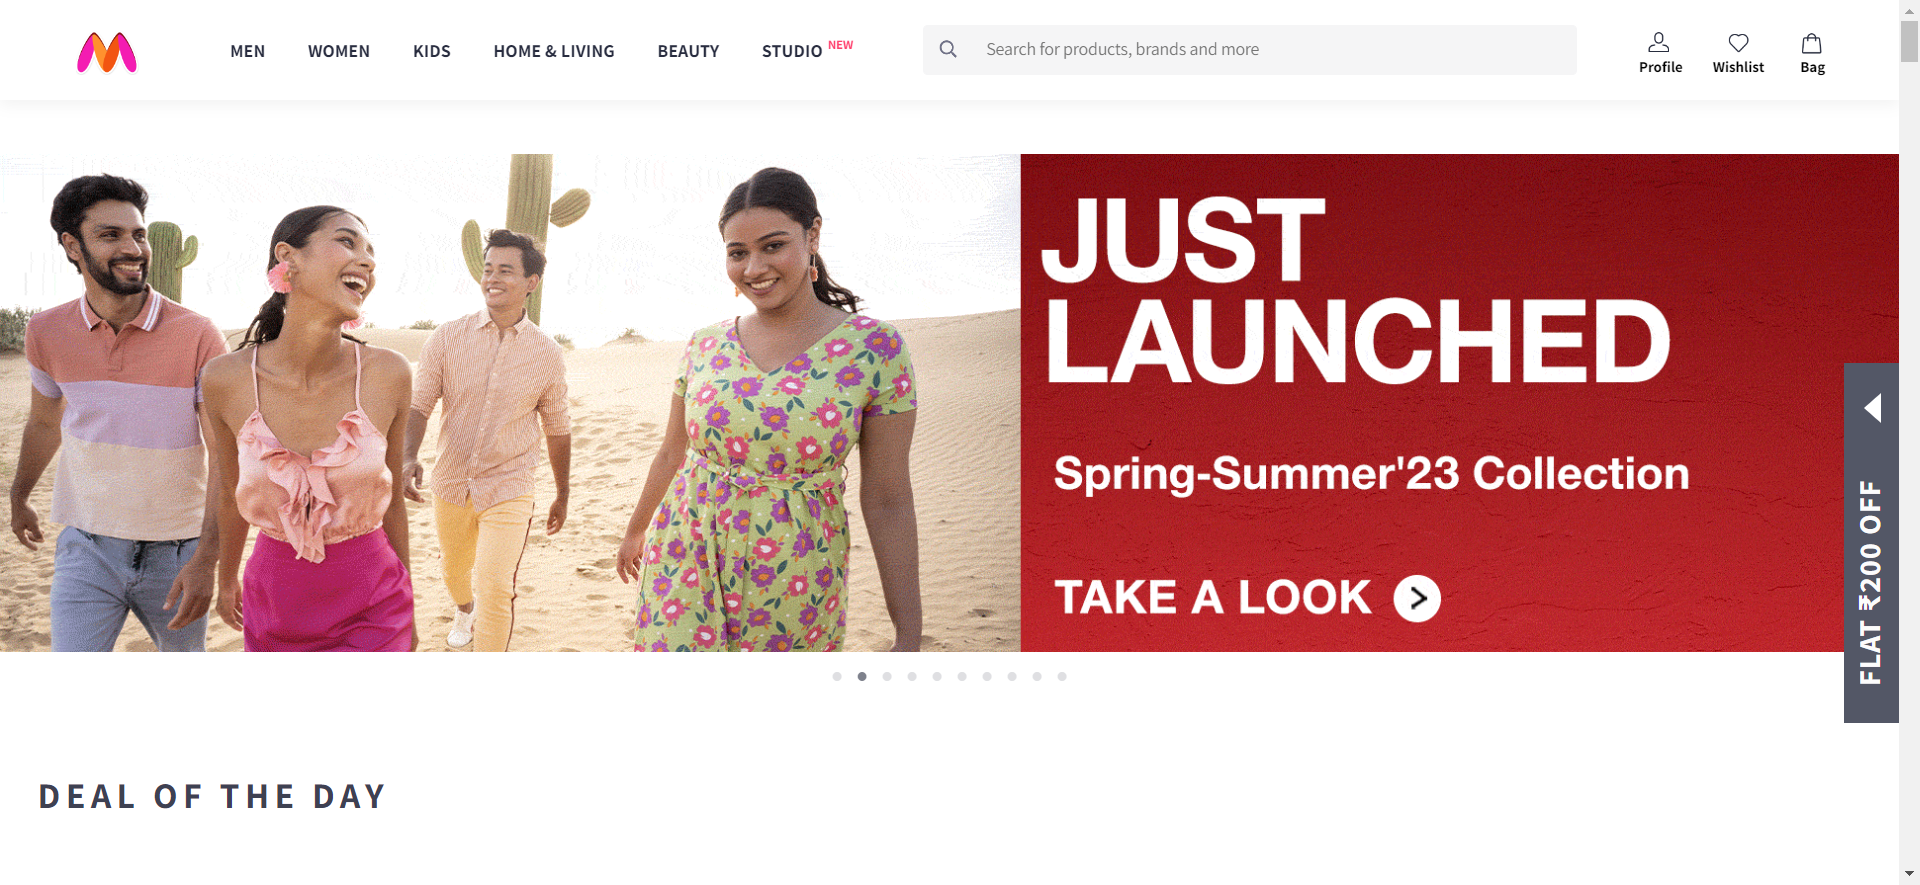 MEN
WOMEN
KIDS
HOME & LIVING
BEAUTY
STUDIO NEW
Search for products, brands and more
Profile
Wishlist
Bag
JUST
LAUNCHED
Spring-Summer'23 Collection
TAKE A LOOK
FLAT ₹200 OFF
DEAL OF THE DAY